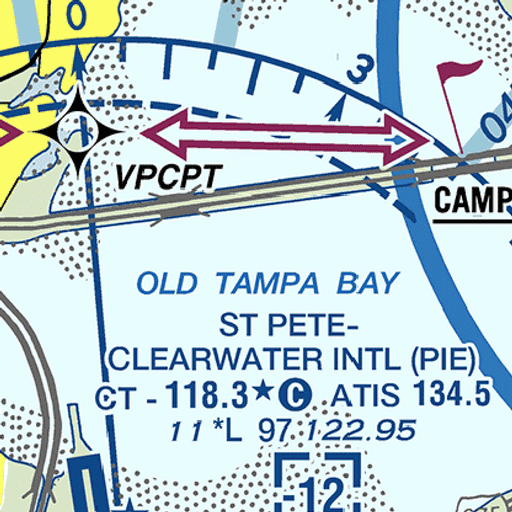 0
3
04
VPCPT
CAMP
OLD TAMPA BAY
ST PETE-
CLEARWATER INTL (PIE)
CT - 118.3★ C ATIS 134.5
11 *L 97 122.95
-12